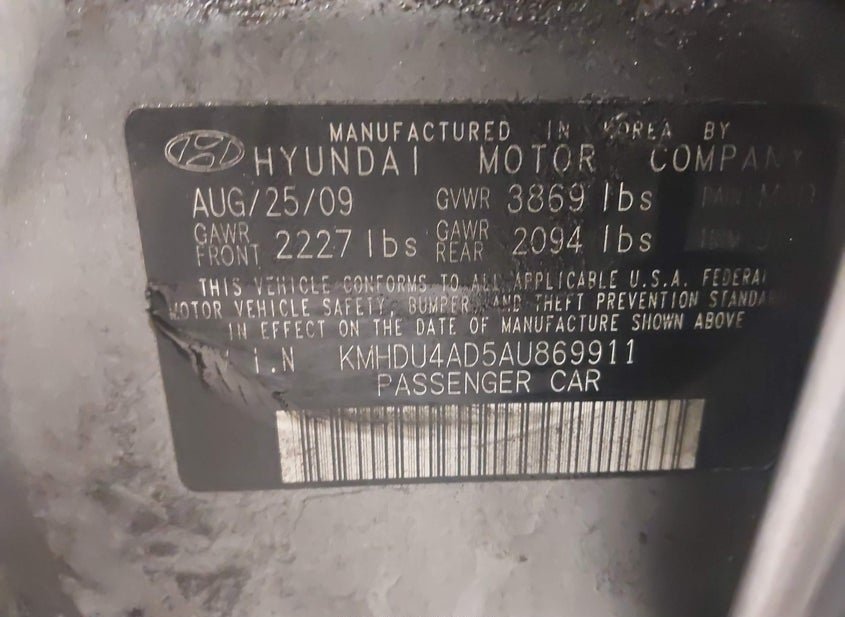 MANUFACTURED IN KOREA BY
HYUNDAI MOTOR COMPANY
AUG/25/09 GVWR 3869 lbs
GAWR FRONT 2227 lbs GAWR REAR 2094 lbs
THIS VEHICLE CONFORMS TO ALL APPLICABLE U.S.A. FEDERAL
MOTOR VEHICLE SAFETY, BUMPER, AND THEFT PREVENTION
IN EFFECT ON THE DATE OF MANUFACTURE SHOWN ABOVE
V.i.N KMHDU4AD5AU869911
PASSENGER CAR